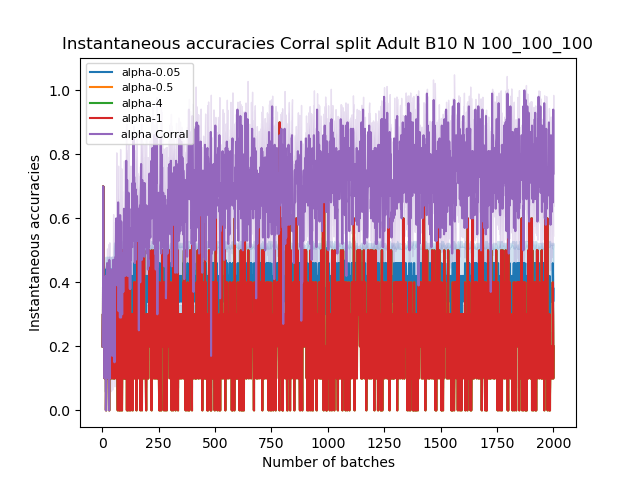 Instantaneous accuracies Corral split Adult B10 N 100_100_100
alpha-0.05
alpha-0.5
alpha-4
alpha-1
alpha Corral
Instantaneous accuracies
1.0
0.8
0.6
0.4
0.2
0.0
0 250 500 750 1000 1250 1500 1750 2000
Number of batches